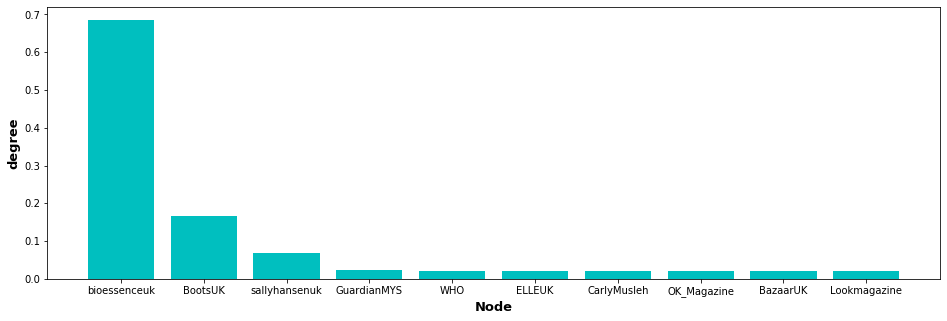 degree
0.7
0.6
0.5
0.4
0.3
0.2
0.1
0.0
bioessenceuk BootsUK sallyhansenuk GuardianMYS WHO ELLEUK CarlyMusleh OK_Magazine BazaarUK Lookmagazine
Node